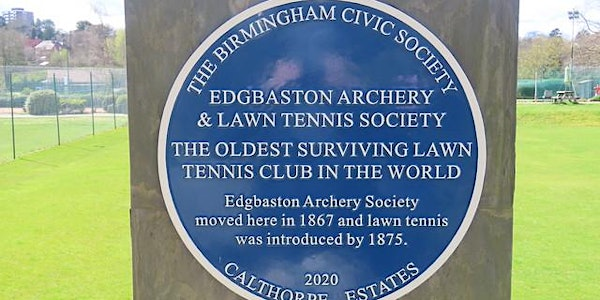 THE BIRMINGHAM CIVIC SOCIETY
EDGBASTON ARCHERY
& LAWN TENNIS SOCIETY
THE OLDEST SURVIVING LAWN
TENNIS CLUB IN THE WORLD
Edgbaston Archery Society
moved here in 1867 and lawn tennis
was introduced by 1875.
2020
CALTHORPE ESTATES